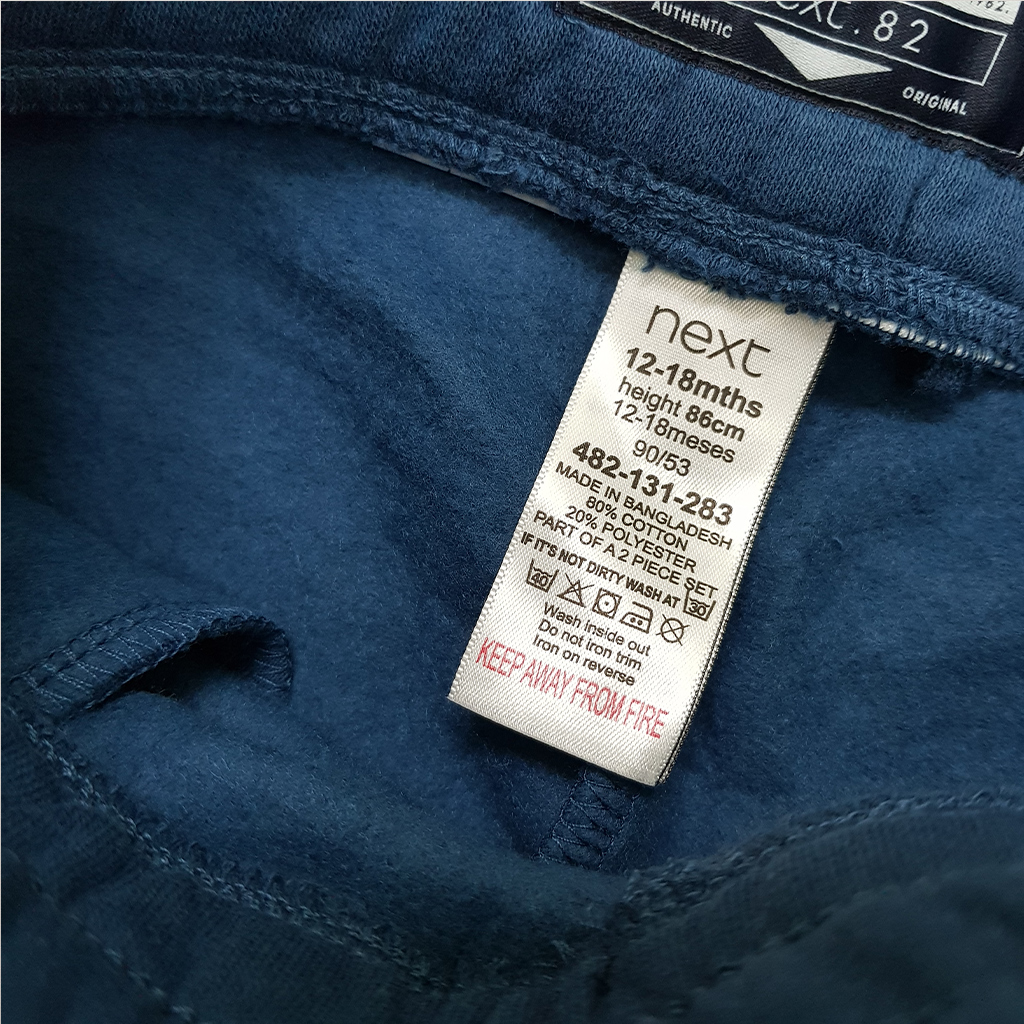 AUTHENTIC
.82
ORIGINAL
next
12-18mths
height 86cm
12-18meses
90/53
482-131-283
MADE IN BANGLADESH
80% COTTON
20% POLYESTER
PART OF A 2 PIECE SET
IF IT'S NOT DIRTY WASH AT 30
40
Wash inside out
Do not iron trim
Iron on reverse
KEEP AWAY FROM FIRE